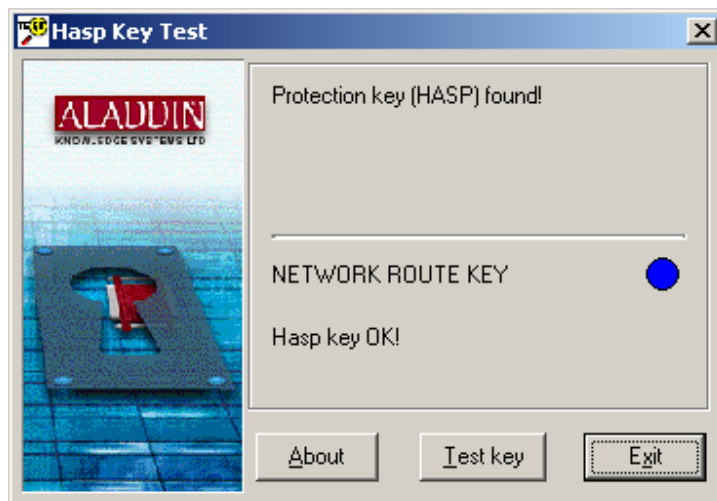 Hasp Key Test
ALADDIN
KNOWLEDGE SYSTEMS LTD
Protection key (HASP) found!
NETWORK ROUTE KEY
Hasp key OK!
About
Test key
Exit